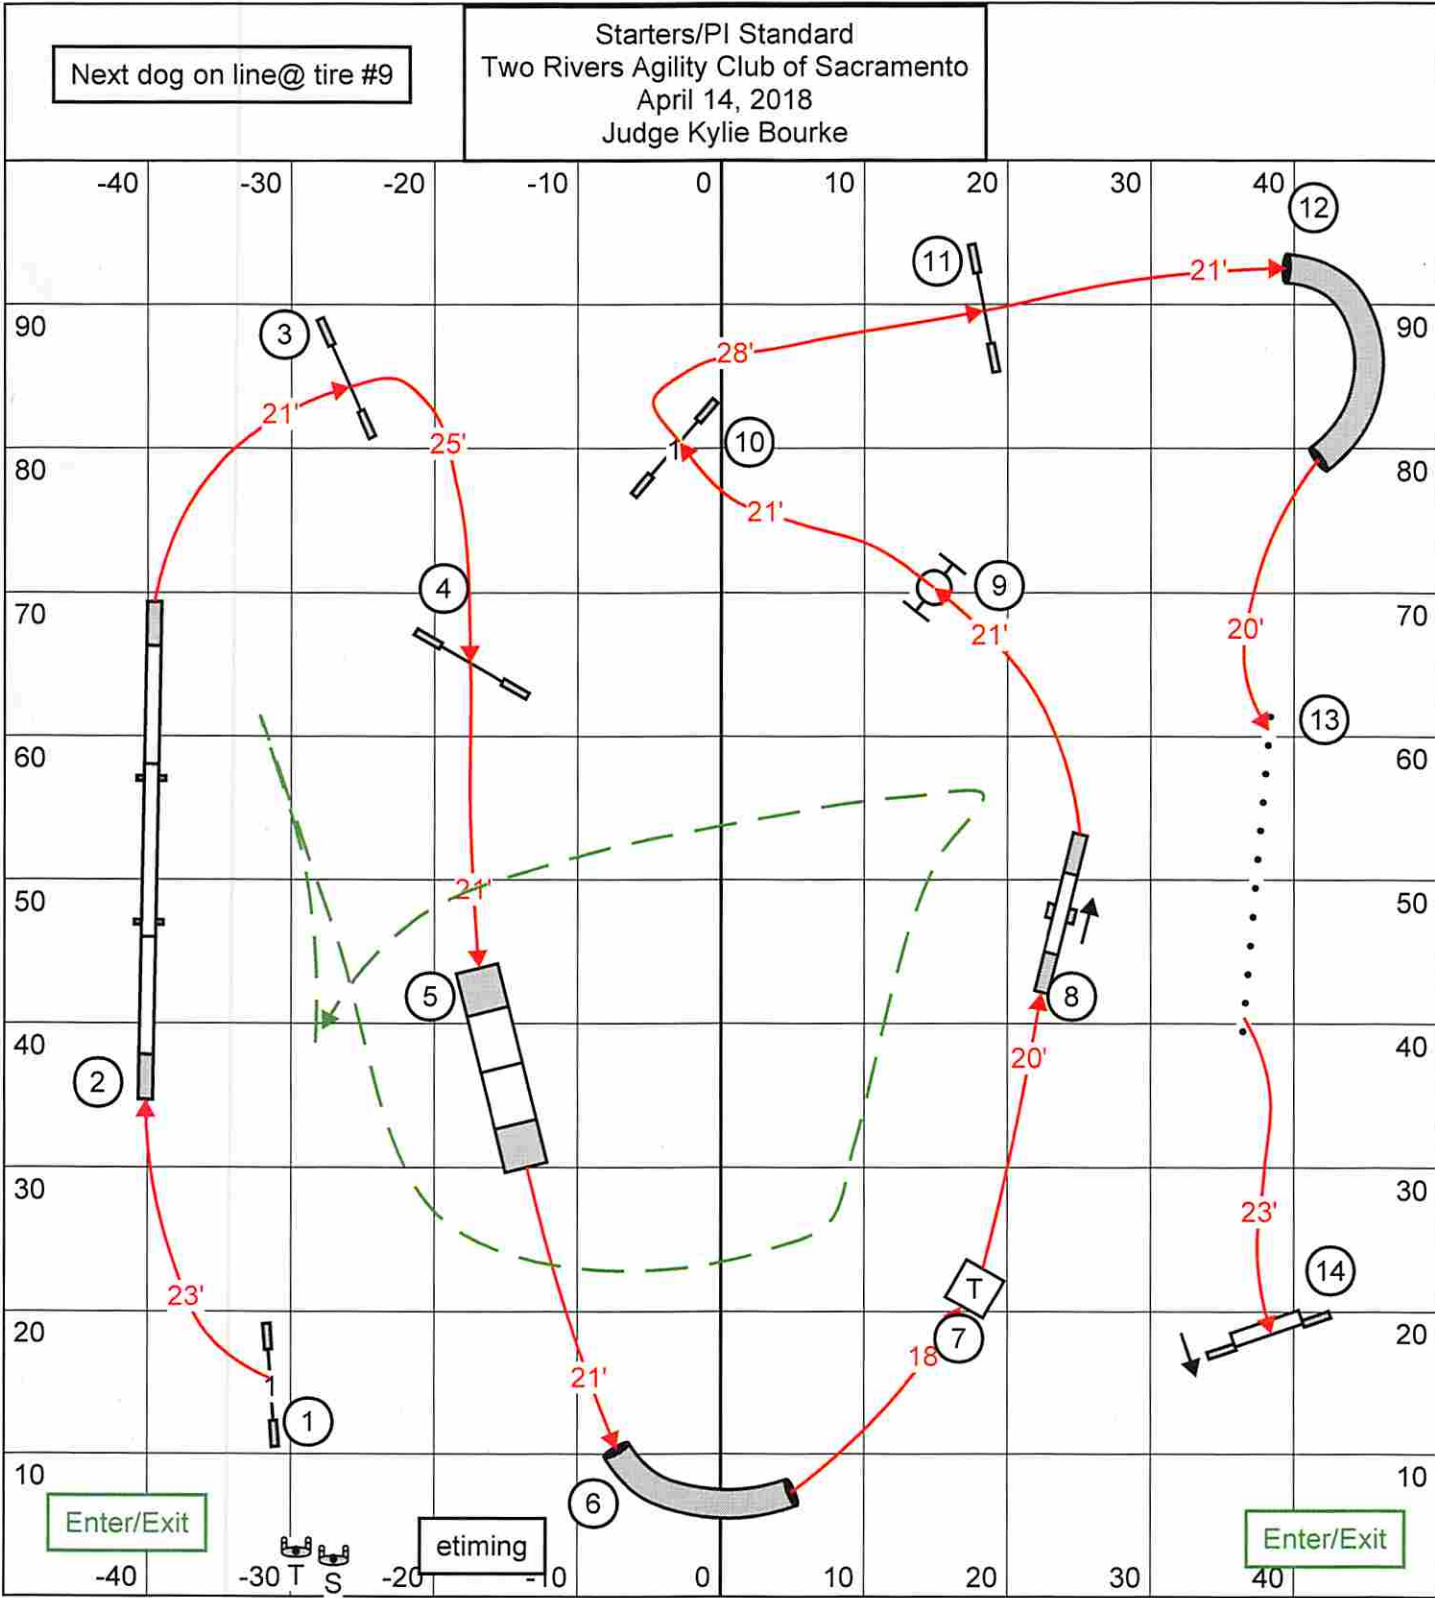 Next dog on line@ tire #9
Starters/PI Standard
Two Rivers Agility Club of Sacramento
April 14, 2018
Judge Kylie Bourke
-40 -30 -20 -10 0 10 20 30 40
12
11
21'
90 3 28' 90
21'
25' 10
80 80
21'
4 9
70 21' 20' 70
13
60 60
21'
50 50
5 8
40 20' 40
2
30 30
23' 14
23' T
20 7 20
18'
21'
1
10 10
6
Enter/Exit
etiming
Enter/Exit
-40 -30 T S -20 -10 0 10 20 30 40